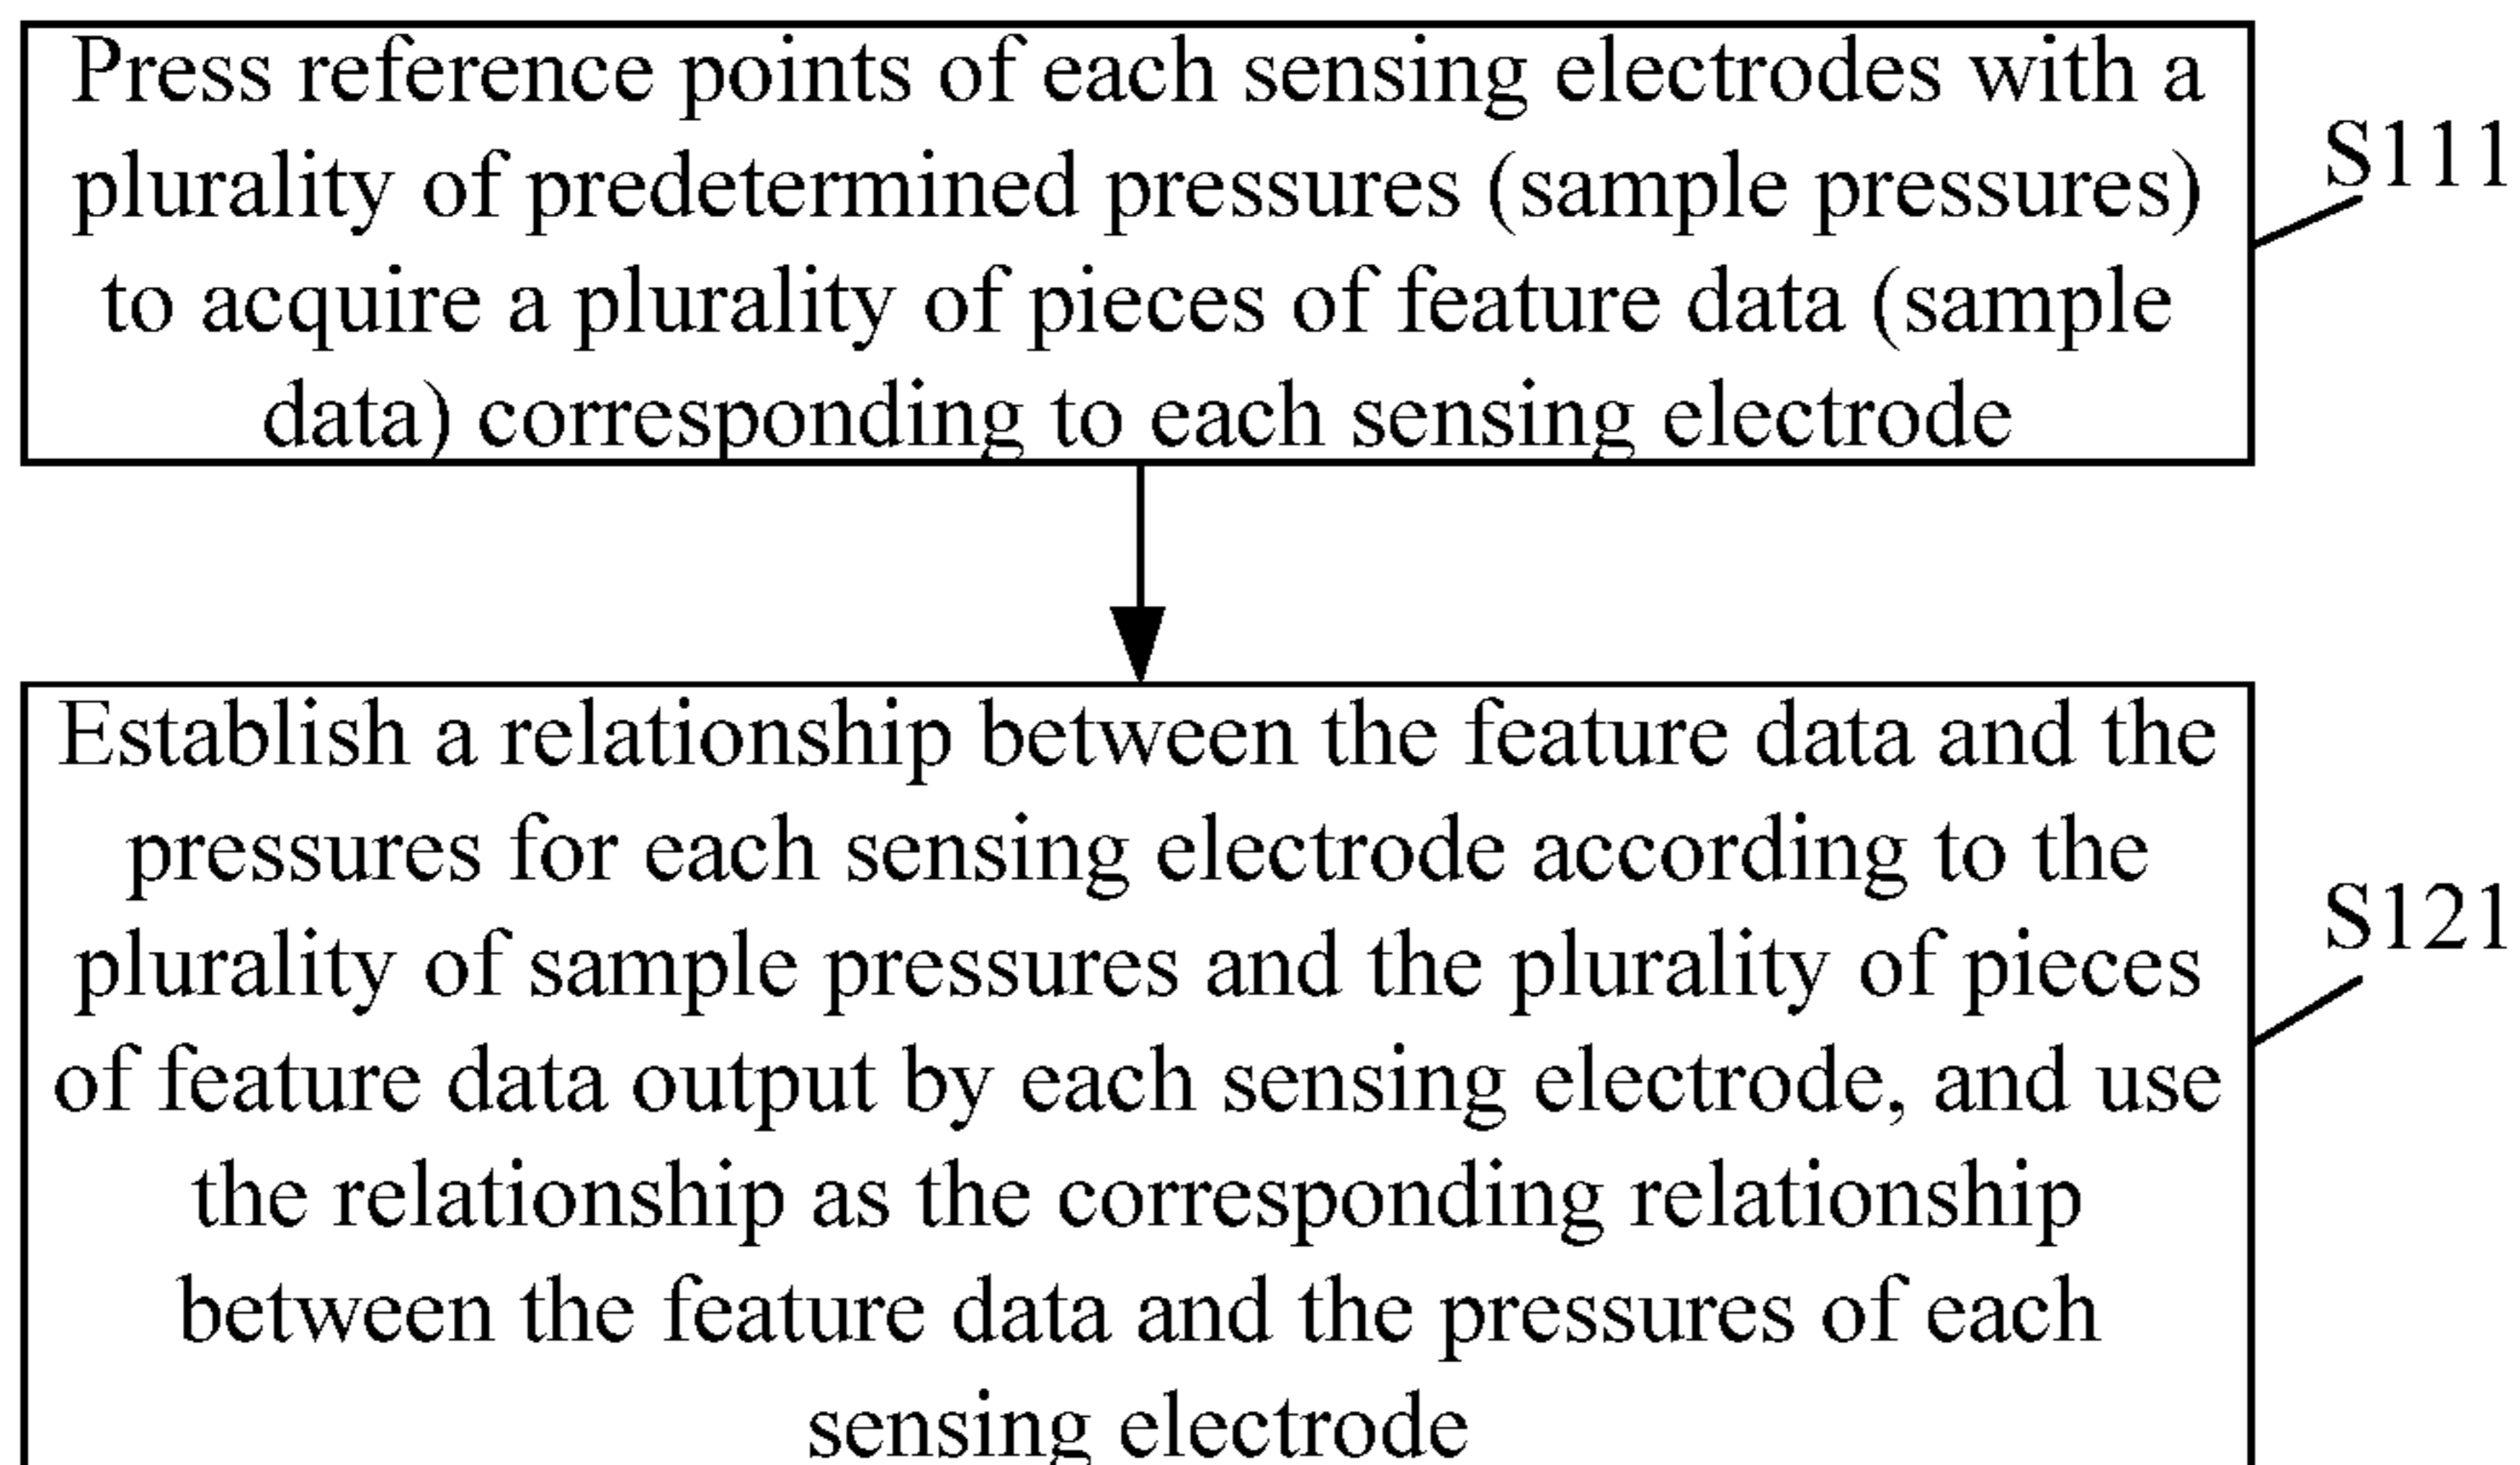 Press reference points of each sensing electrodes with a
plurality of predetermined pressures (sample pressures)
to acquire a plurality of pieces of feature data (sample
data) corresponding to each sensing electrode
S111
Establish a relationship between the feature data and the
pressures for each sensing electrode according to the
plurality of sample pressures and the plurality of pieces
of feature data output by each sensing electrode, and use
the relationship as the corresponding relationship
between the feature data and the pressures of each
sensing electrode
S121